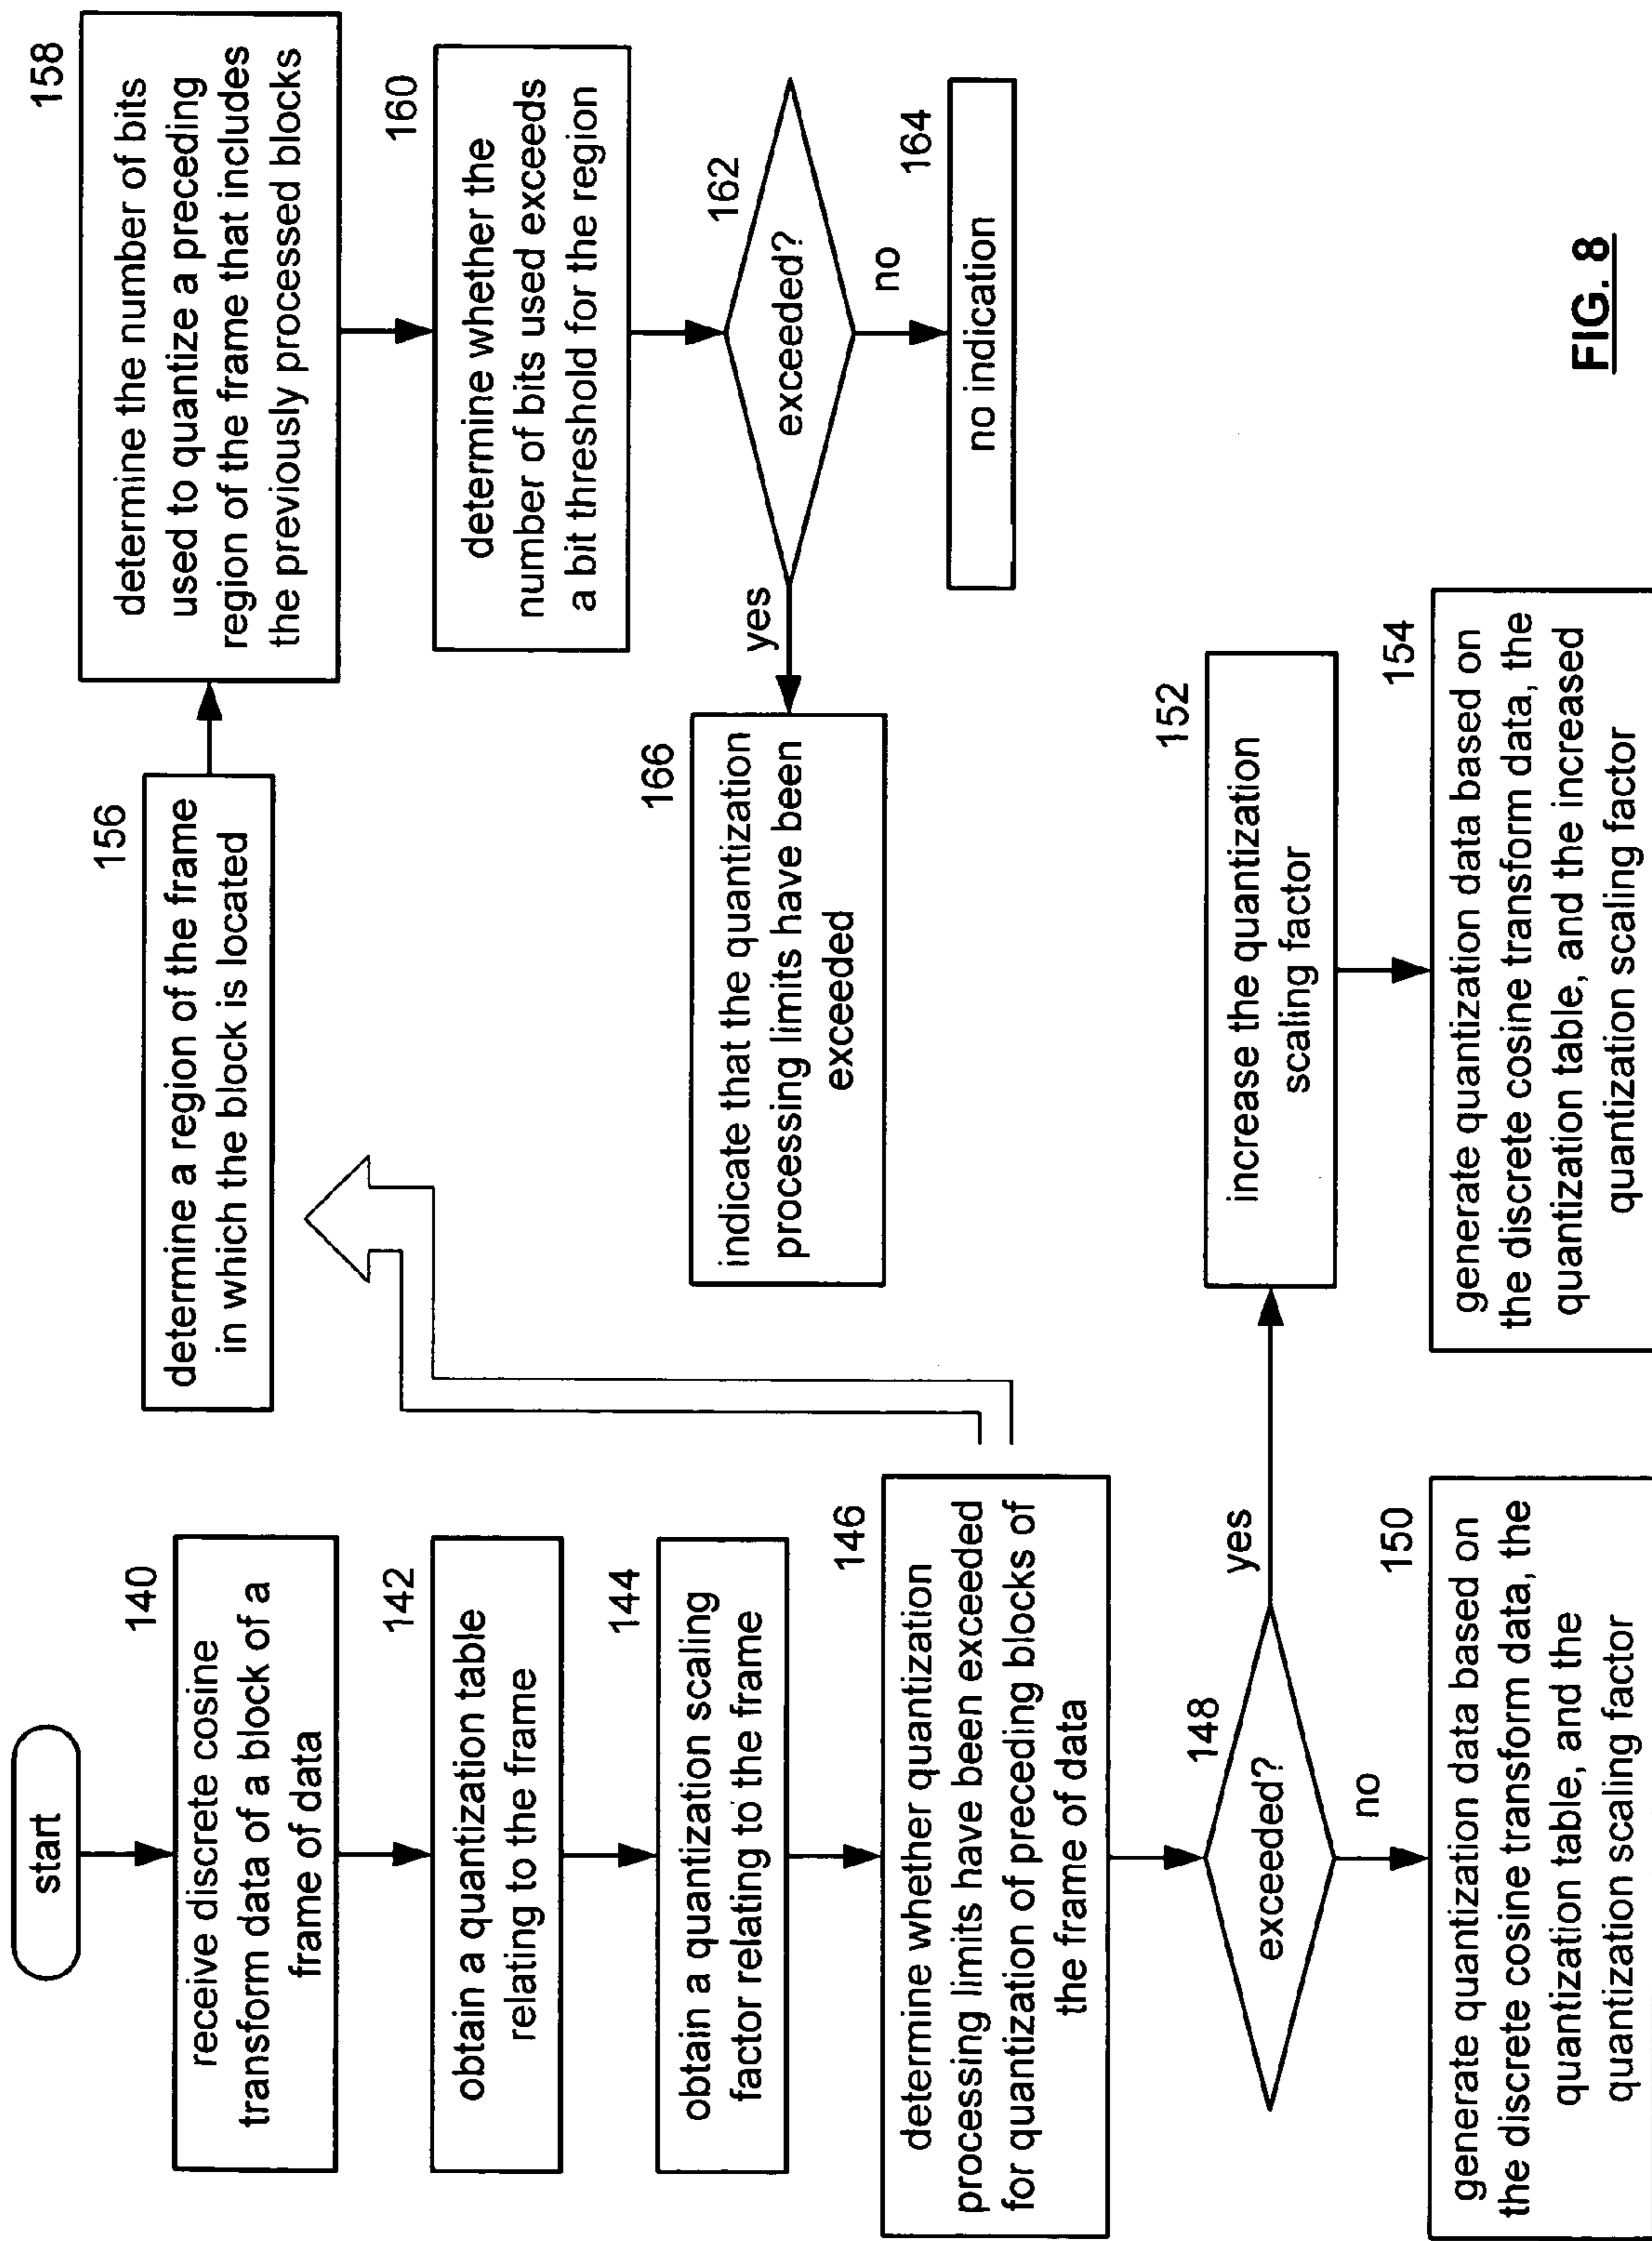 start
140
receive discrete cosine
transform data of a block of a
frame of data
142
obtain a quantization table
relating to the frame
144
obtain a quantization scaling
factor relating to the frame
146
determine whether quantization
processing limits have been exceeded
for quantization of preceding blocks of
the frame of data
148
exceeded?
yes
no
150
generate quantization data based on
the discrete cosine transform data, the
quantization table, and the
quantization scaling factor
152
increase the quantization
scaling factor
154
generate quantization data based on
the discrete cosine transform data, the
quantization table, and the increased
quantization scaling factor
156
determine a region of the frame
in which the block is located
158
determine the number of bits
used to quantize a preceding
region of the frame that includes
the previously processed blocks
160
determine whether the
number of bits used exceeds
a bit threshold for the region
162
exceeded?
yes
no
164
no indication
166
indicate that the quantization
processing limits have been
exceeded
FIG. 8